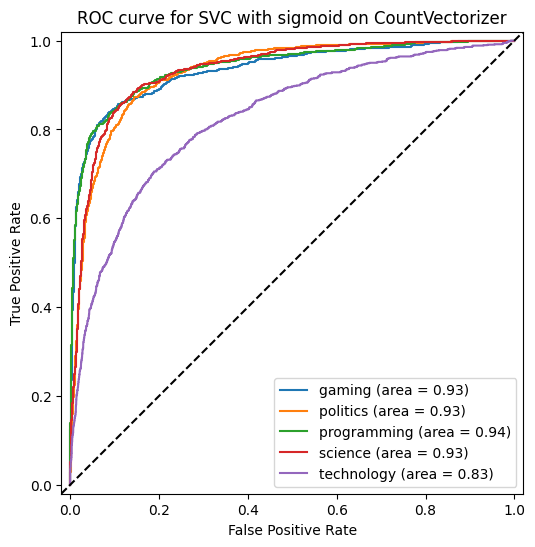 ROC curve for SVC with sigmoid on CountVectorizer
True Positive Rate
1.0
0.8
0.6
0.4
0.2
0.0
gaming (area = 0.93)
politics (area = 0.93)
programming (area = 0.94)
science (area = 0.93)
technology (area = 0.83)
0.0 0.2 0.4 0.6 0.8 1.0
False Positive Rate